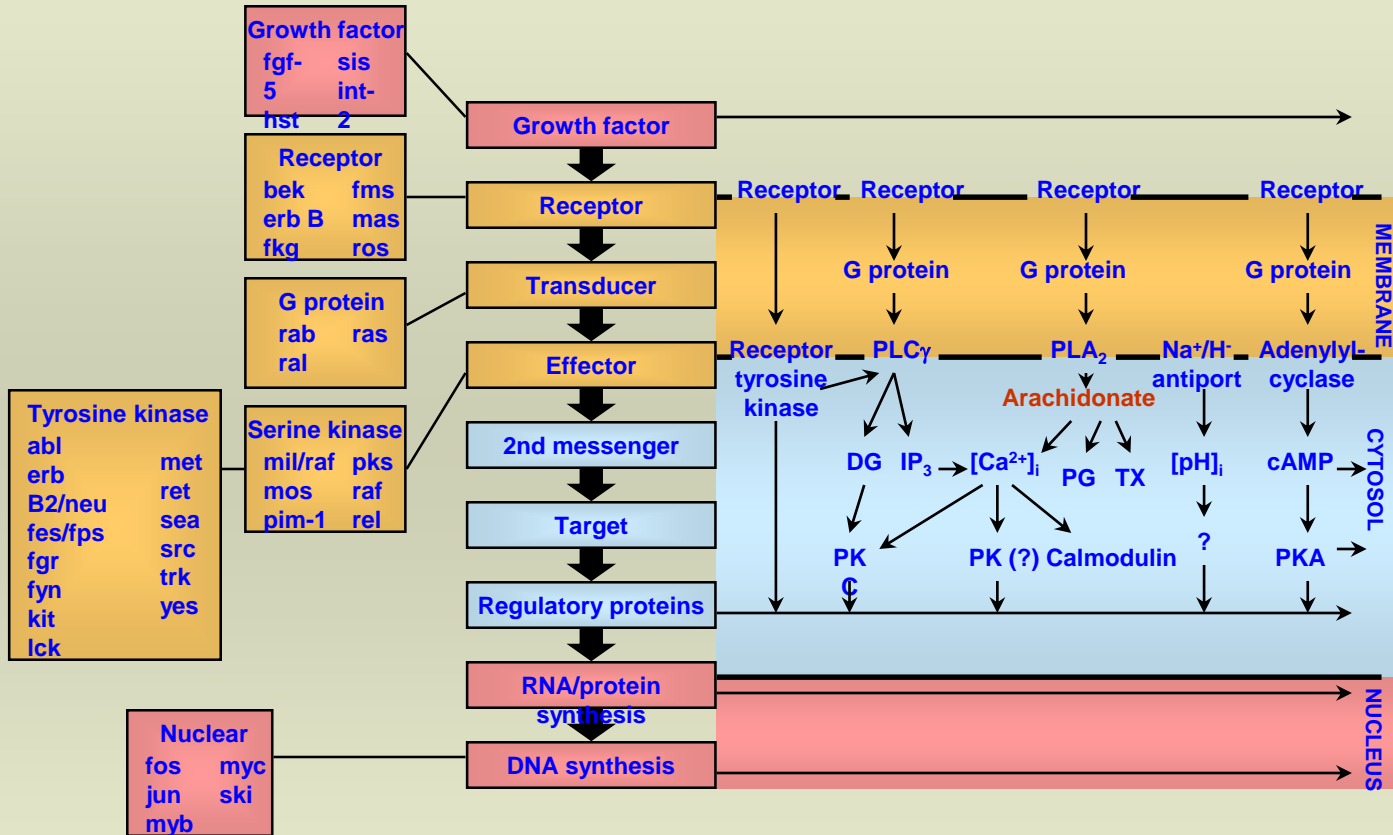 Growth factor
fgf- sis
5 int-
hst 2
Growth factor
Receptor
bek fms
erb B mas
fkg ros
Receptor
G protein
rab ras
ral
Transducer
Effector
Tyrosine kinase
abl
erb
B2/neu
fes/fps
fgr
fyn
kit
lck
met
ret
sea
src
trk
yes
Serine kinase
mil/raf pks
mos raf
pim-1 rel
2nd messenger
Target
Regulatory proteins
RNA/protein
synthesis
Nuclear
fos myc
jun ski
myb
DNA synthesis
Receptor Receptor Receptor Receptor
G protein G protein G protein
MEMBRANE
Receptor
tyrosine
kinase
PLCγ
PLA₂
Na⁺/H⁻
antiport
Adenylyl-
cyclase
Arachidonate
DG IP₃ [Ca²⁺]ᵢ PG TX [pH]ᵢ cAMP
CYTOSOL
PK
C
PK (?) Calmodulin
?
PKA
NUCLEUS